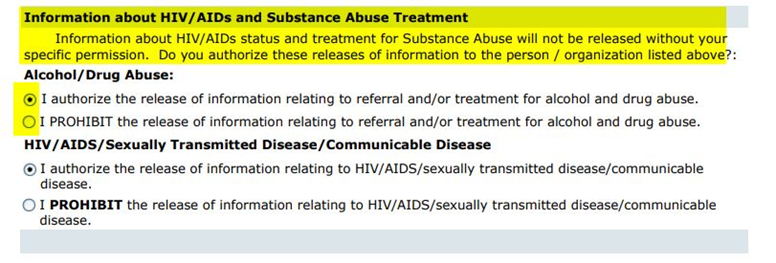 Information about HIV/AIDs and Substance Abuse Treatment
Information about HIV/AIDs status and treatment for Substance Abuse will not be released without your
specific permission. Do you authorize these releases of information to the person / organization listed above?:
Alcohol/Drug Abuse:
I authorize the release of information relating to referral and/or treatment for alcohol and drug abuse.
I PROHIBIT the release of information relating to referral and/or treatment for alcohol and drug abuse.
HIV/AIDS/Sexually Transmitted Disease/Communicable Disease
I authorize the release of information relating to HIV/AIDS/sexually transmitted disease/communicable
disease.
I PROHIBIT the release of information relating to HIV/AIDS/sexually transmitted disease/communicable
disease.